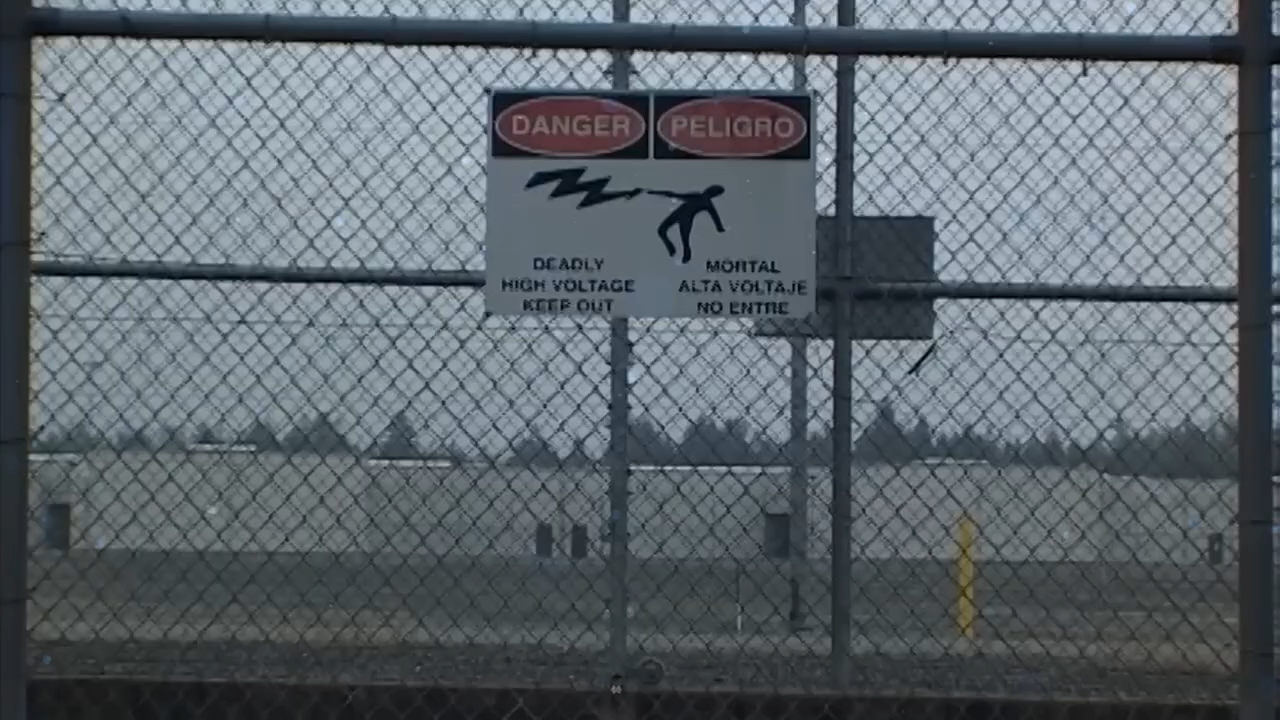 DANGER PELIGRO
DEADLY
HIGH VOLTAGE
KEEP OUT
MORTAL
ALTA VOLTAJE
NO ENTRE